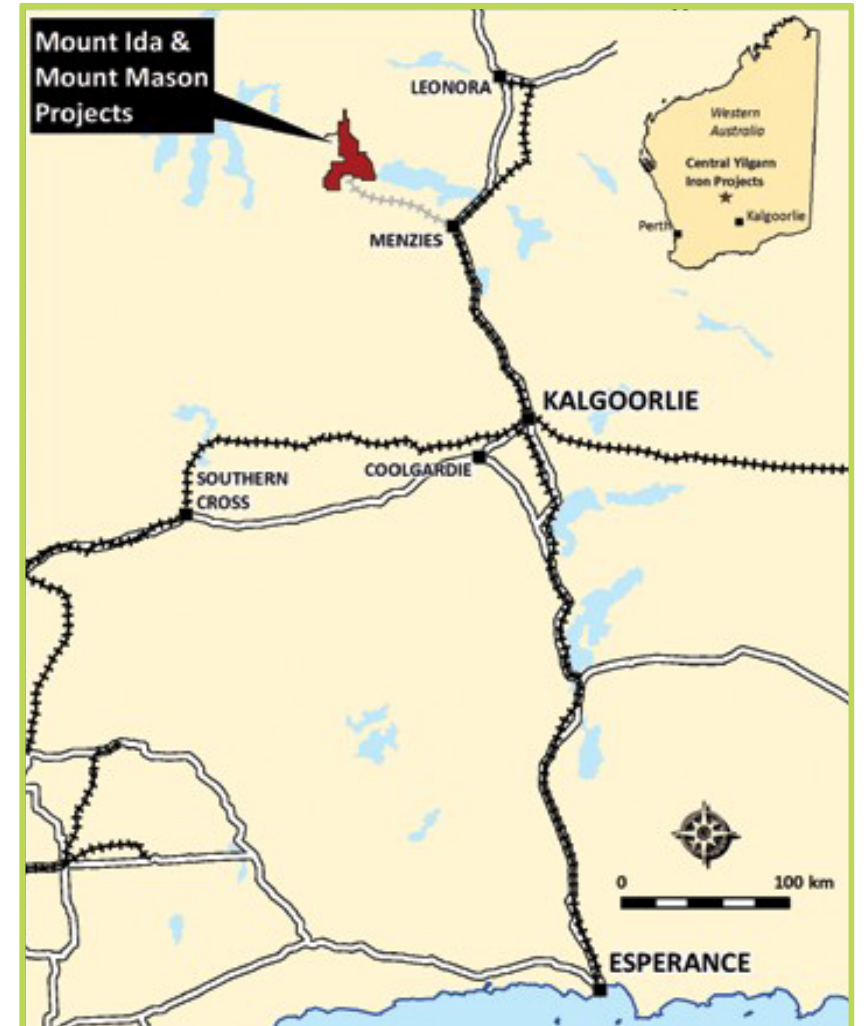 Mount Ida &
Mount Mason
Projects
LEONORA
MENZIES
Western
Australia
Central Yilgarn
Iron Projects
Kalgoorlie
Perth
KALGOORLIE
COOLGARDIE
SOUTHERN
CROSS
0 100 km
ESPERANCE